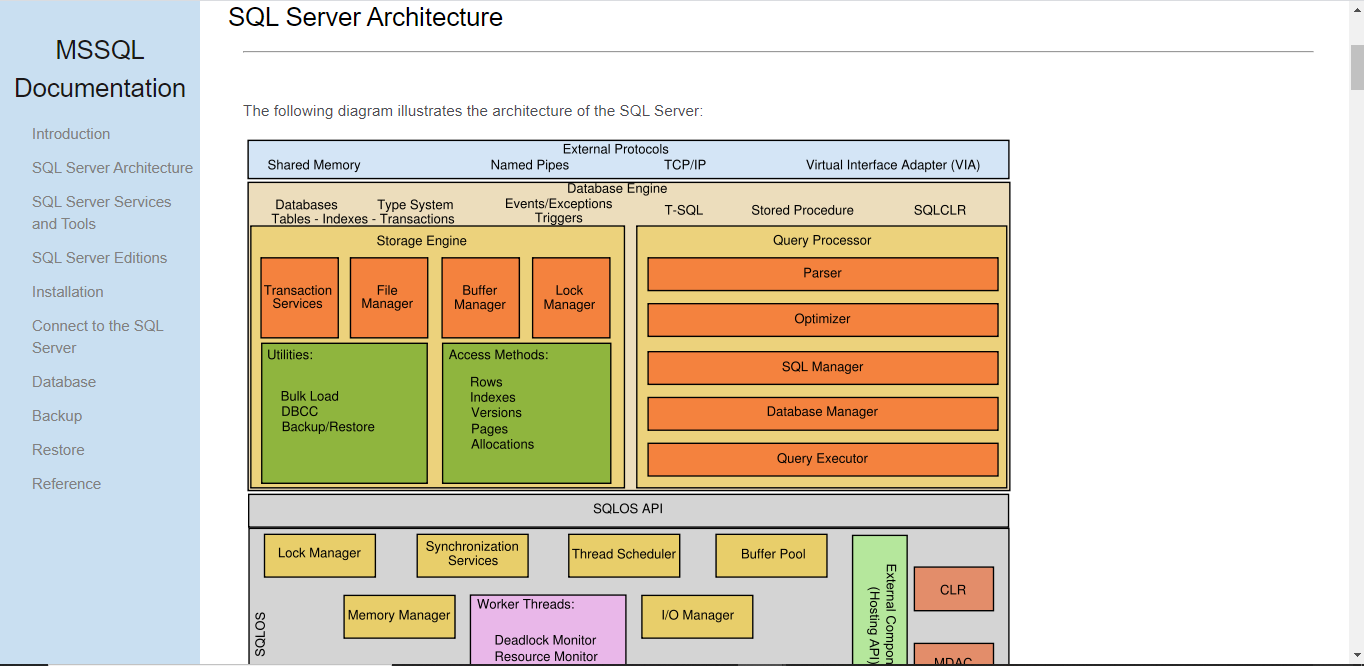 MSSQL
Documentation
Introduction
SQL Server Architecture
SQL Server Services
and Tools
SQL Server Editions
Installation
Connect to the SQL
Server
Database
Backup
Restore
Reference
SQL Server Architecture
The following diagram illustrates the architecture of the SQL Server:
External Protocols
Shared Memory Named Pipes TCP/IP Virtual Interface Adapter (VIA)
Database Engine
Databases Type System
Tables - Indexes - Transactions
Events/Exceptions
Triggers
T-SQL Stored Procedure SQLCLR
Storage Engine
Transaction
Services
File
Manager
Buffer
Manager
Lock
Manager
Utilities:
Bulk Load
DBCC
Backup/Restore
Access Methods:
Rows
Indexes
Versions
Pages
Allocations
Query Processor
Parser
Optimizer
SQL Manager
Database Manager
Query Executor
SQLOS API
SQLOS
Lock Manager
Synchronization
Services
Thread Scheduler
Buffer Pool
Memory Manager
Worker Threads:
Deadlock Monitor
Resource Monitor
I/O Manager
External Compon
(Hosting API)
CLR
MDAC